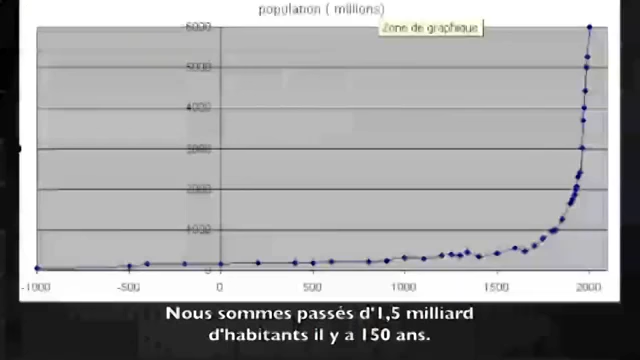 population ( millions)
Zone de graphique
6000
5000
4000
3000
2000
1000
0
-1000 -500 0 500 1000 1500 2000
Nous sommes passés d'1,5 milliard
d'habitants il y a 150 ans.